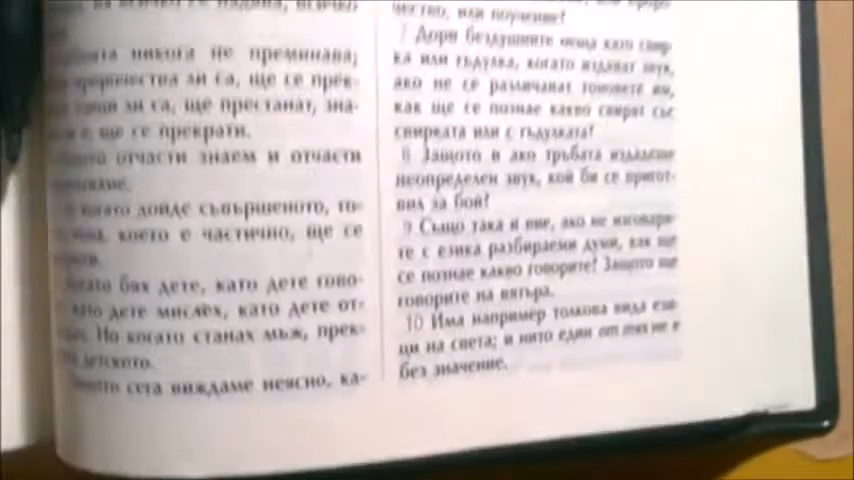 никога не преминава;
ли са, ще се прек-
ли са, ще престанат, зна-
ще се прекрати.
отчасти знаем и отчасти
когато дойде съвършеното, то-
което е частично, ще се
бях дете, като дете гово-
като дете мислех, като дете от-
Но когато станах мъж, прек-
детското.
сега виждаме неясно, ка-
чество, или поучение?
7 Дори бездушните неща като свир-
ка или гъдулка, когато издават звук,
ако не се различават тоновете им,
как ще се познае какво свирят със
свирката или с гъдулката?
8 Защото и ако тръбата издадеше
неопределен звук, кой би се пригот-
вил за бой?
9 Също така и вие, ако не изговаря-
те с езика разбираеми думи, как ще
се познае какво говорите? Защото ще
говорите на вятъра.
10 Има например толкова вида ези-
ци на света; и нито един от тях не е
без значение.